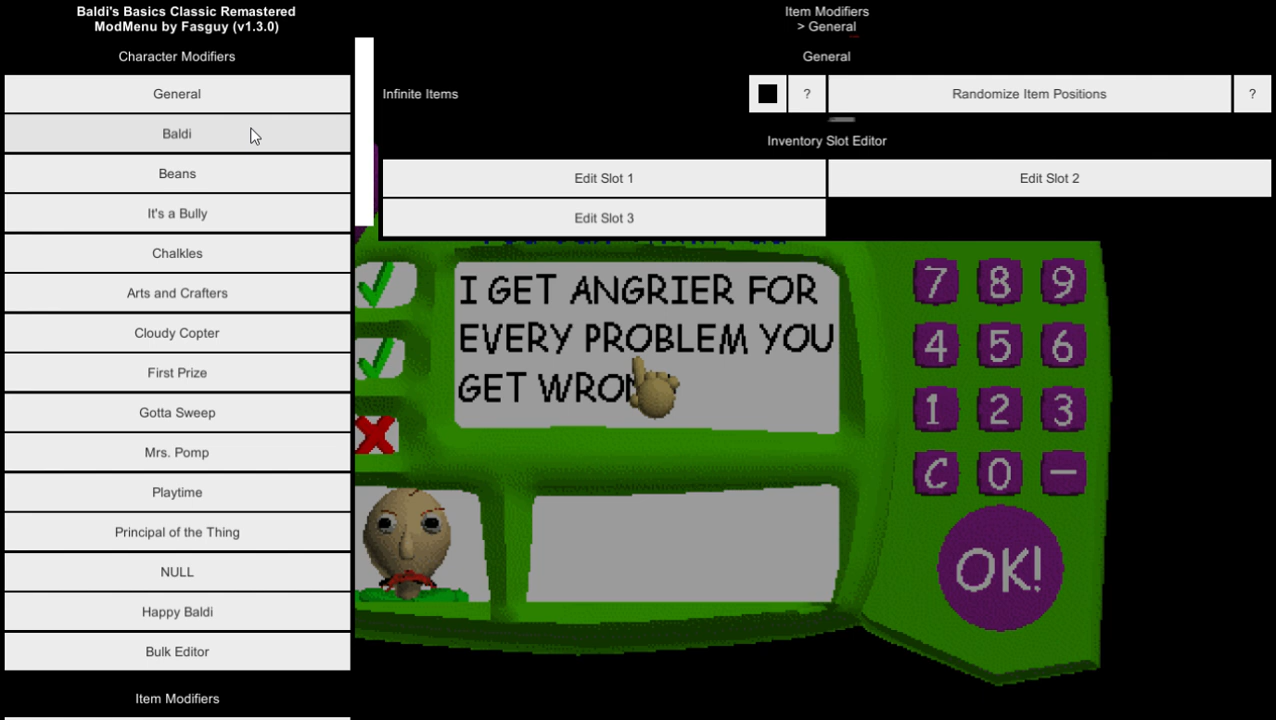 Baldi's Basics Classic Remastered
ModMenu by Fasguy (v1.3.0)
Character Modifiers
General
Baldi
Beans
It's a Bully
Chalkles
Arts and Crafters
Cloudy Copter
First Prize
Gotta Sweep
Mrs. Pomp
Playtime
Principal of the Thing
NULL
Happy Baldi
Bulk Editor
Item Modifiers
Item Modifiers
> General
General
Infinite Items
?
Randomize Item Positions
?
Inventory Slot Editor
Edit Slot 1
Edit Slot 2
Edit Slot 3
I GET ANGRIER FOR
EVERY PROBLEM YOU
GET
7 8 9
4 5 6
1 2 3
C 0 −
OK!